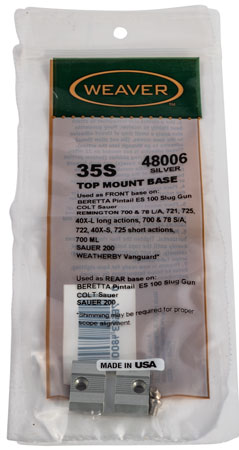 WEAVER
35S
48006
SILVER
TOP MOUNT BASE
Used as FRONT base on:
BERETTA Pintail ES 100 Slug Gun
COLT Sauer
REMINGTON 700 & 78 L/A, 721, 725,
40X-L long actions, 700 & 78 S/A,
722, 40X-S, 725 short actions,
700 ML
SAUER 200
WEATHERBY Vanguard*
Used as REAR base on:
BERETTA Pintail ES 100 Slug Gun
COLT Sauer
SAUER 200
*Shimming may be required for proper
scope alignment.
MADE IN USA